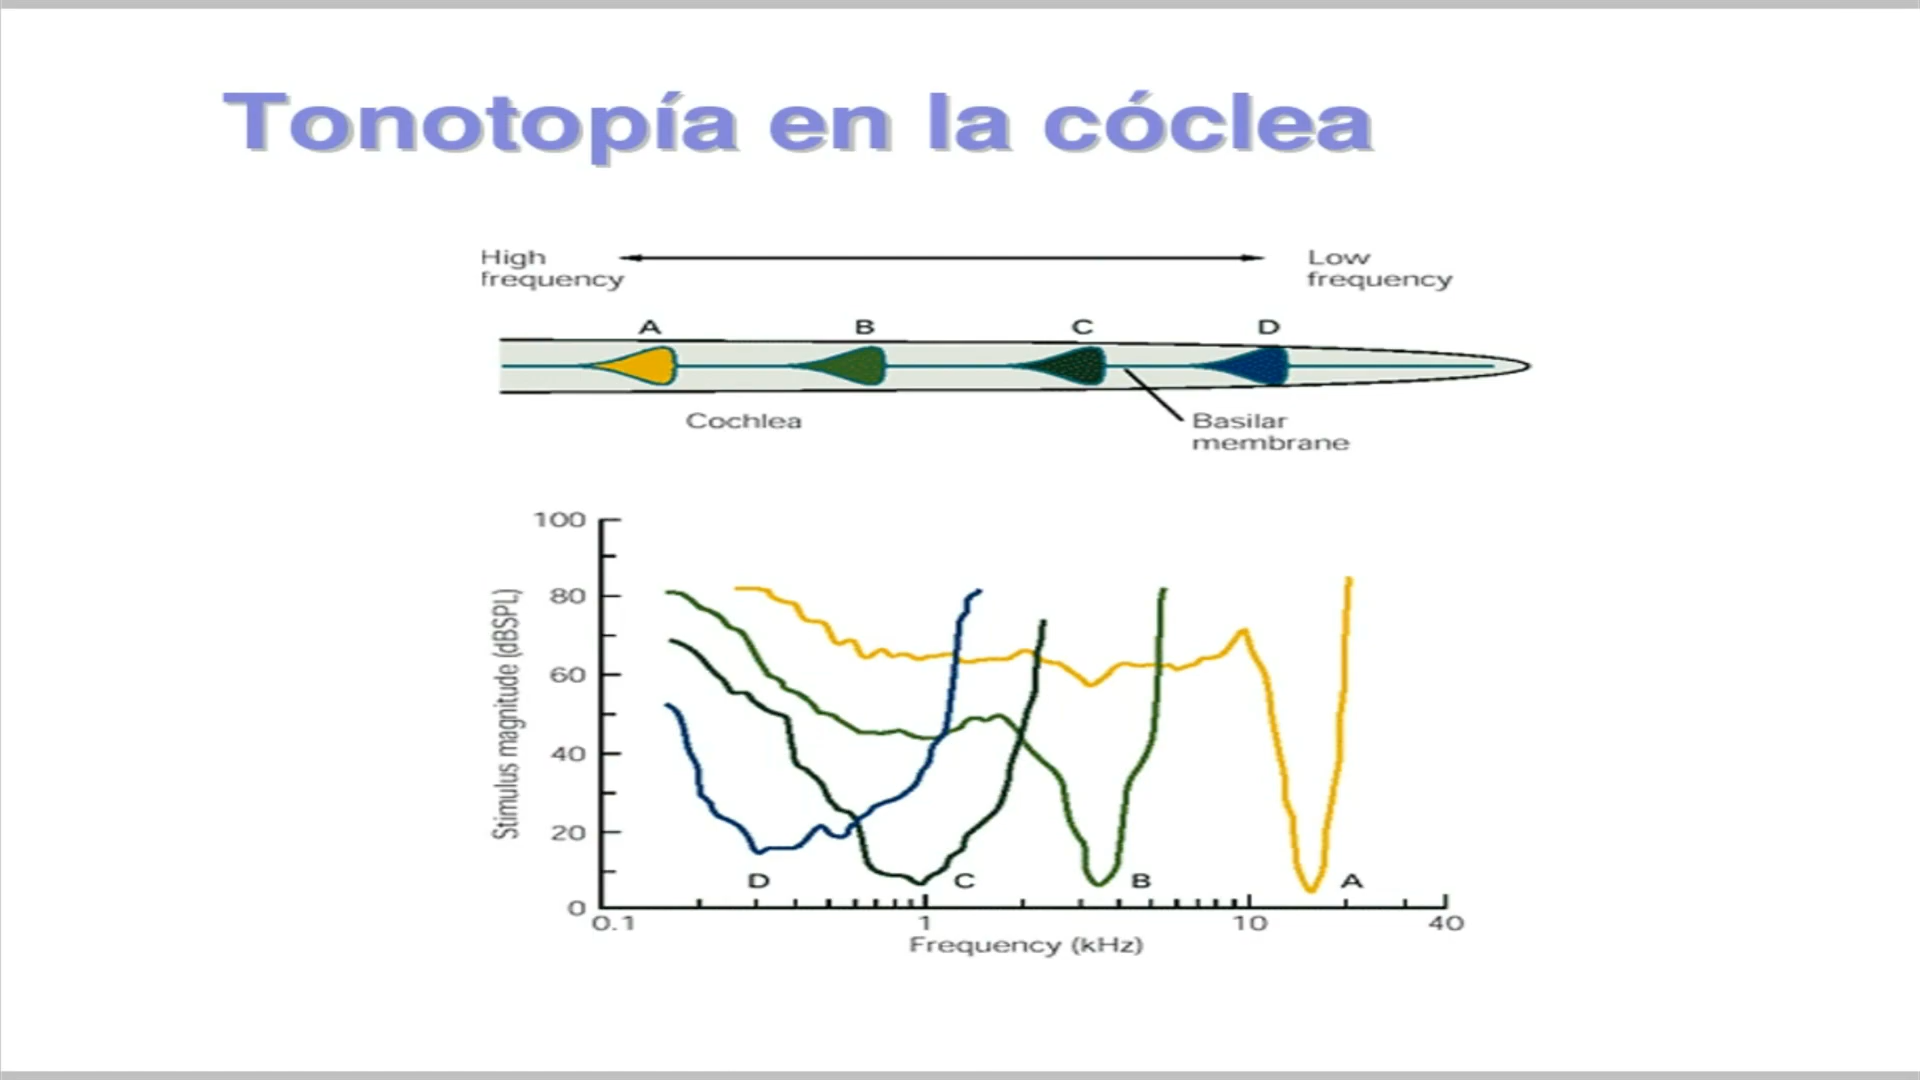 Tonotopía en la cóclea
High
frequency
Low
frequency
A
B
C
D
Cochlea
Basilar
membrane
100
80
60
40
20
0
Stimulus magnitude (dBSPL)
D
C
B
A
0.1
1
10
40
Frequency (kHz)